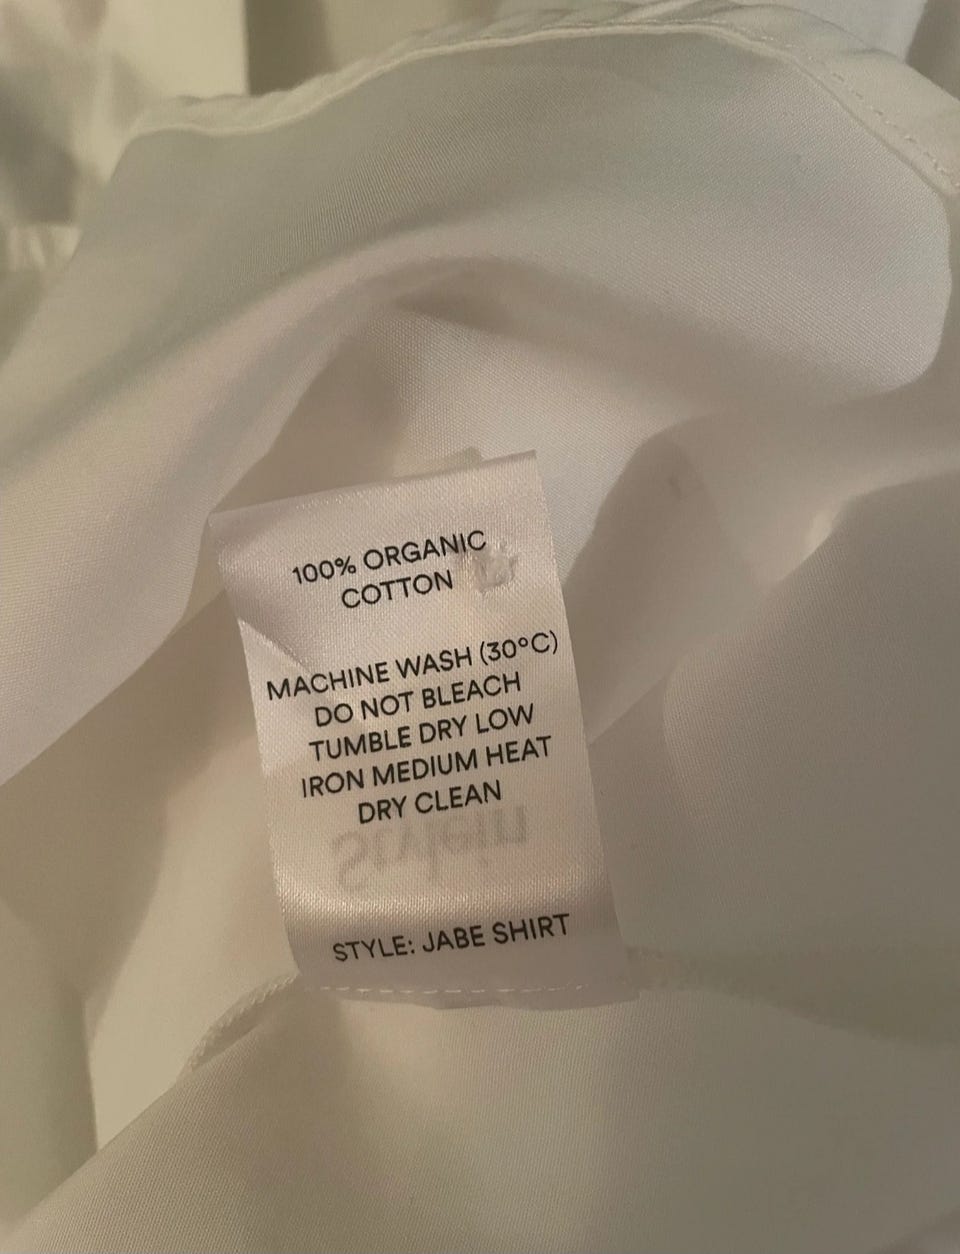 100% ORGANIC
COTTON
MACHINE WASH (30°C)
DO NOT BLEACH
TUMBLE DRY LOW
IRON MEDIUM HEAT
DRY CLEAN
Stylein
STYLE: JABE SHIRT